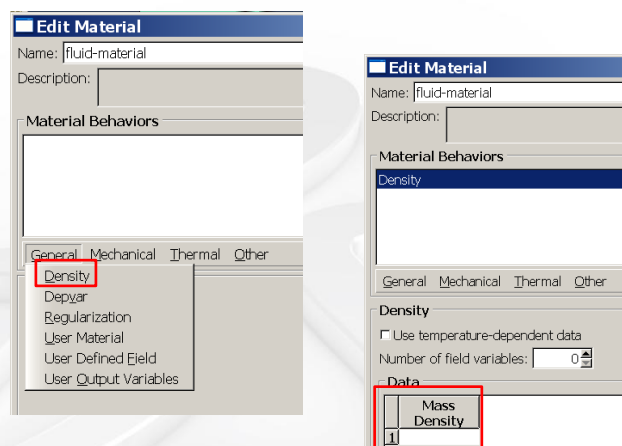 Edit Material
Name: fluid-material
Description:
Material Behaviors
General Mechanical Thermal Other
Density
Depvar
Regularization
User Material
User Defined Field
User Output Variables
Edit Material
Name: fluid-material
Description:
Material Behaviors
Density
General Mechanical Thermal Other
Density
Use temperature-dependent data
Number of field variables: 0
Data
Mass
Density
1